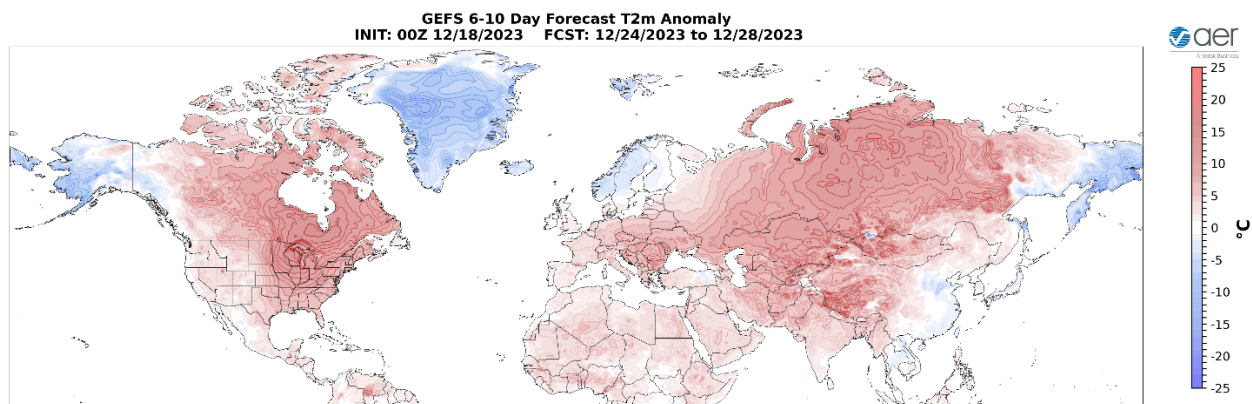 GEFS 6-10 Day Forecast T2m Anomaly
INIT: 00Z 12/18/2023 FCST: 12/24/2023 to 12/28/2023
aer
A Verisk Business
25
20
15
10
5
0
-5
-10
-15
-20
-25
°C